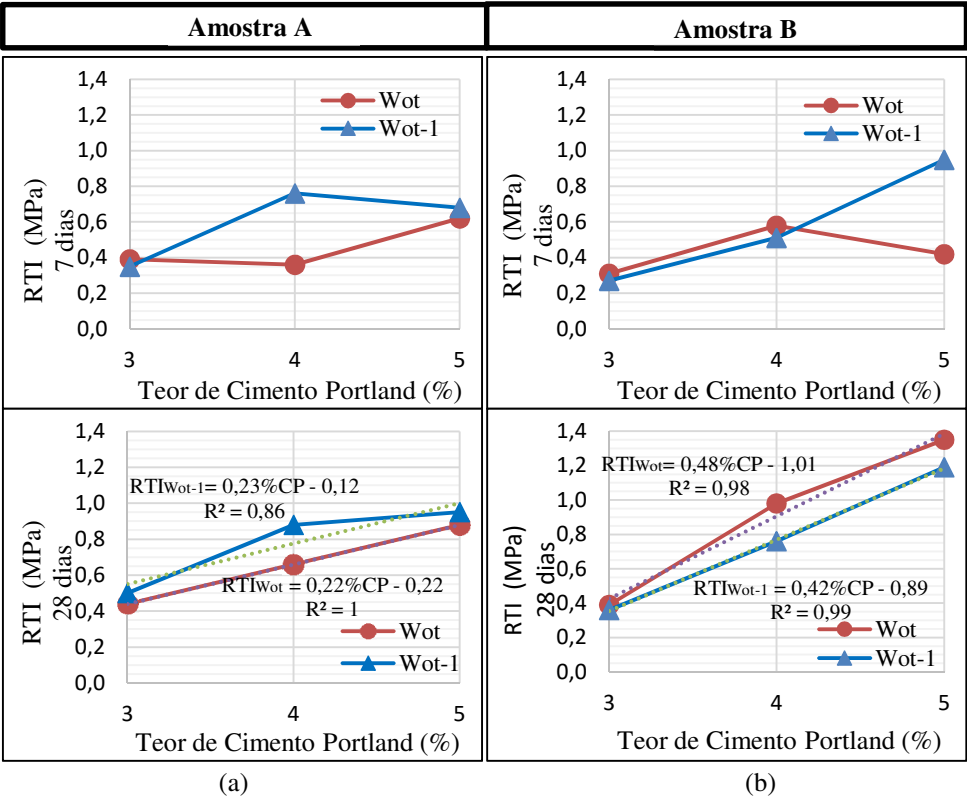 Amostra A
Amostra B
1,4
1,2
1,0
0,8
0,6
0,4
0,2
0,0
RTI (MPa)
7 dias
Wot
Wot-1
3
4
5
Teor de Cimento Portland (%)
1,4
1,2
1,0
0,8
0,6
0,4
0,2
0,0
RTI (MPa)
7 dias
Wot
Wot-1
3
4
5
Teor de Cimento Portland (%)
1,4
1,2
1,0
0,8
0,6
0,4
0,2
0,0
RTI (MPa)
28 dias
RTIWot-1= 0,23%CP - 0,12
R² = 0,86
RTIWot = 0,22%CP - 0,22
R² = 1
Wot
Wot-1
3
4
5
Teor de Cimento Portland (%)
1,4
1,2
1,0
0,8
0,6
0,4
0,2
0,0
RTI (MPa)
28 dias
RTIWot= 0,48%CP - 1,01
R² = 0,98
RTIWot-1 = 0,42%CP - 0,89
R² = 0,99
Wot
Wot-1
3
4
5
Teor de Cimento Portland (%)
(a)
(b)